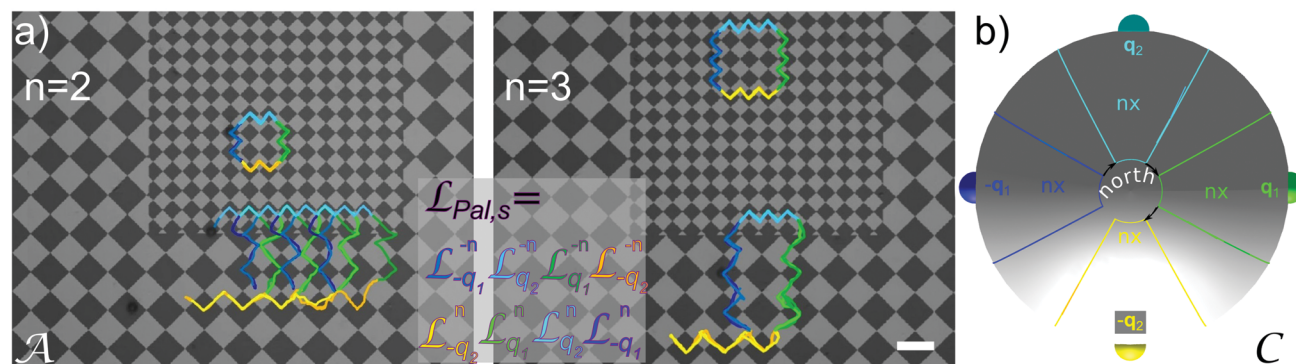 a)
n=2
n=3
𝓛Pal,s=
𝓛-q1^-n 𝓛q2^-n 𝓛q1^-n 𝓛-q2^-n
𝓛-q2^n 𝓛q1^n 𝓛q2^n 𝓛-q1^n
𝒜
b)
q2
nx
-q1 nx north nx q1
nx
-q2
𝒞